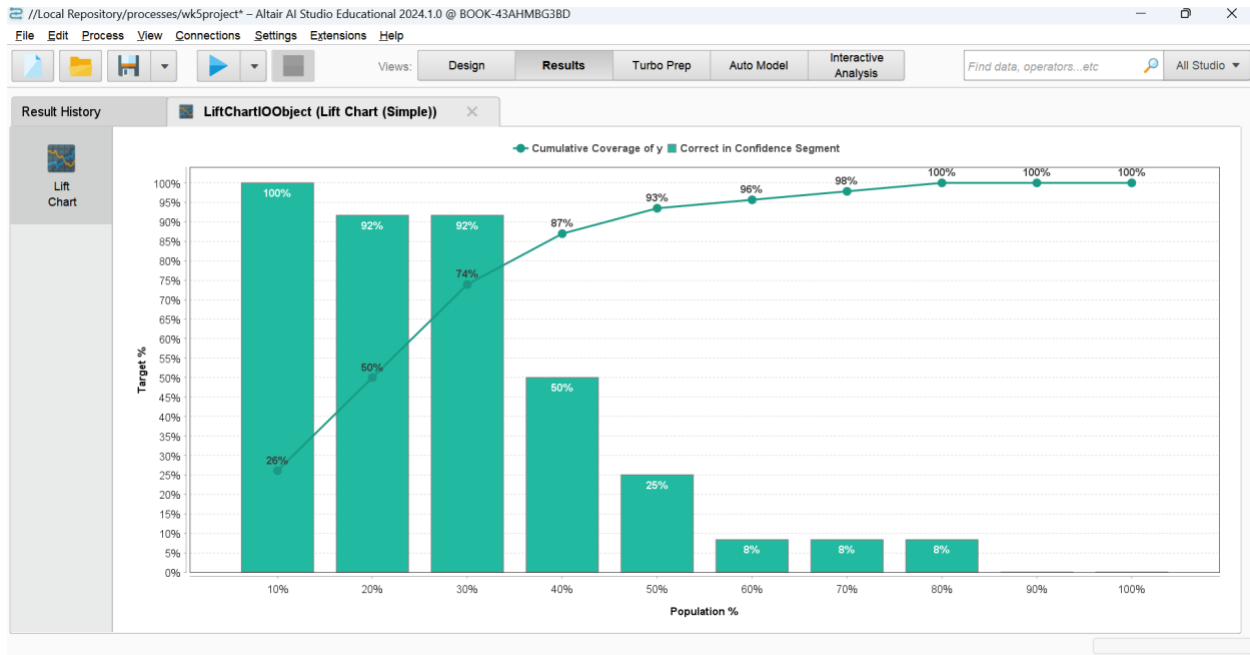 //Local Repository/processes/wk5project* – Altair AI Studio Educational 2024.1.0 @ BOOK-43AHMBG3BD
File Edit Process View Connections Settings Extensions Help
Views: Design Results Turbo Prep Auto Model Interactive Analysis Find data, operators...etc All Studio
Result History LiftChartIOObject (Lift Chart (Simple))
Lift
Chart
Cumulative Coverage of y Correct in Confidence Segment
Target %
100%
95%
90%
85%
80%
75%
70%
65%
60%
55%
50%
45%
40%
35%
30%
25%
20%
15%
10%
5%
0%
100% 92% 92% 50% 25% 8% 8% 8%
26% 50% 74% 87% 93% 96% 98% 100% 100% 100%
10% 20% 30% 40% 50% 60% 70% 80% 90% 100%
Population %